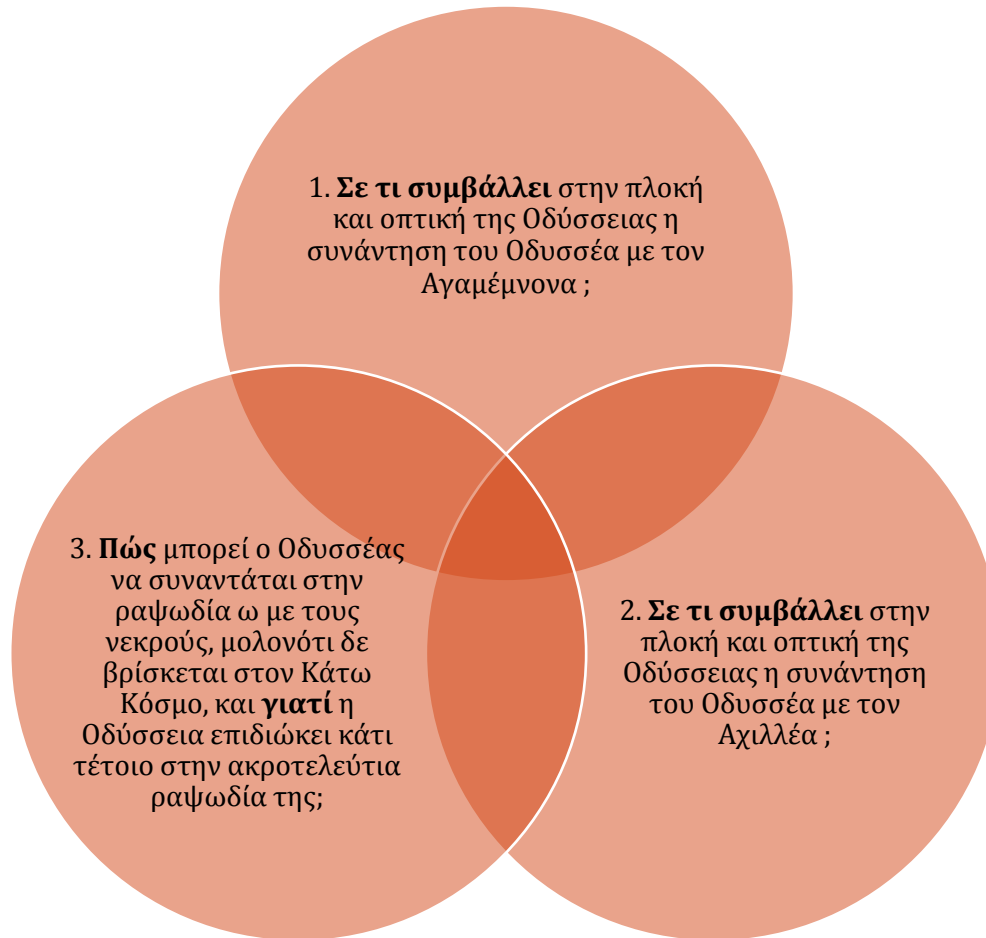 1. Σε τι συμβάλλει στην πλοκή
και οπτική της Οδύσσειας η
συνάντηση του Οδυσσέα με τον
Αγαμέμνονα ;
3. Πώς μπορεί ο Οδυσσέας
να συναντάται στην
ραψωδία ω με τους
νεκρούς, μολονότι δε
βρίσκεται στον Κάτω
Κόσμο, και γιατί η
Οδύσσεια επιδιώκει κάτι
τέτοιο στην ακροτελεύτια
ραψωδία της;
2. Σε τι συμβάλλει στην
πλοκή και οπτική της
Οδύσσειας η συνάντηση
του Οδυσσέα με τον
Αχιλλέα ;